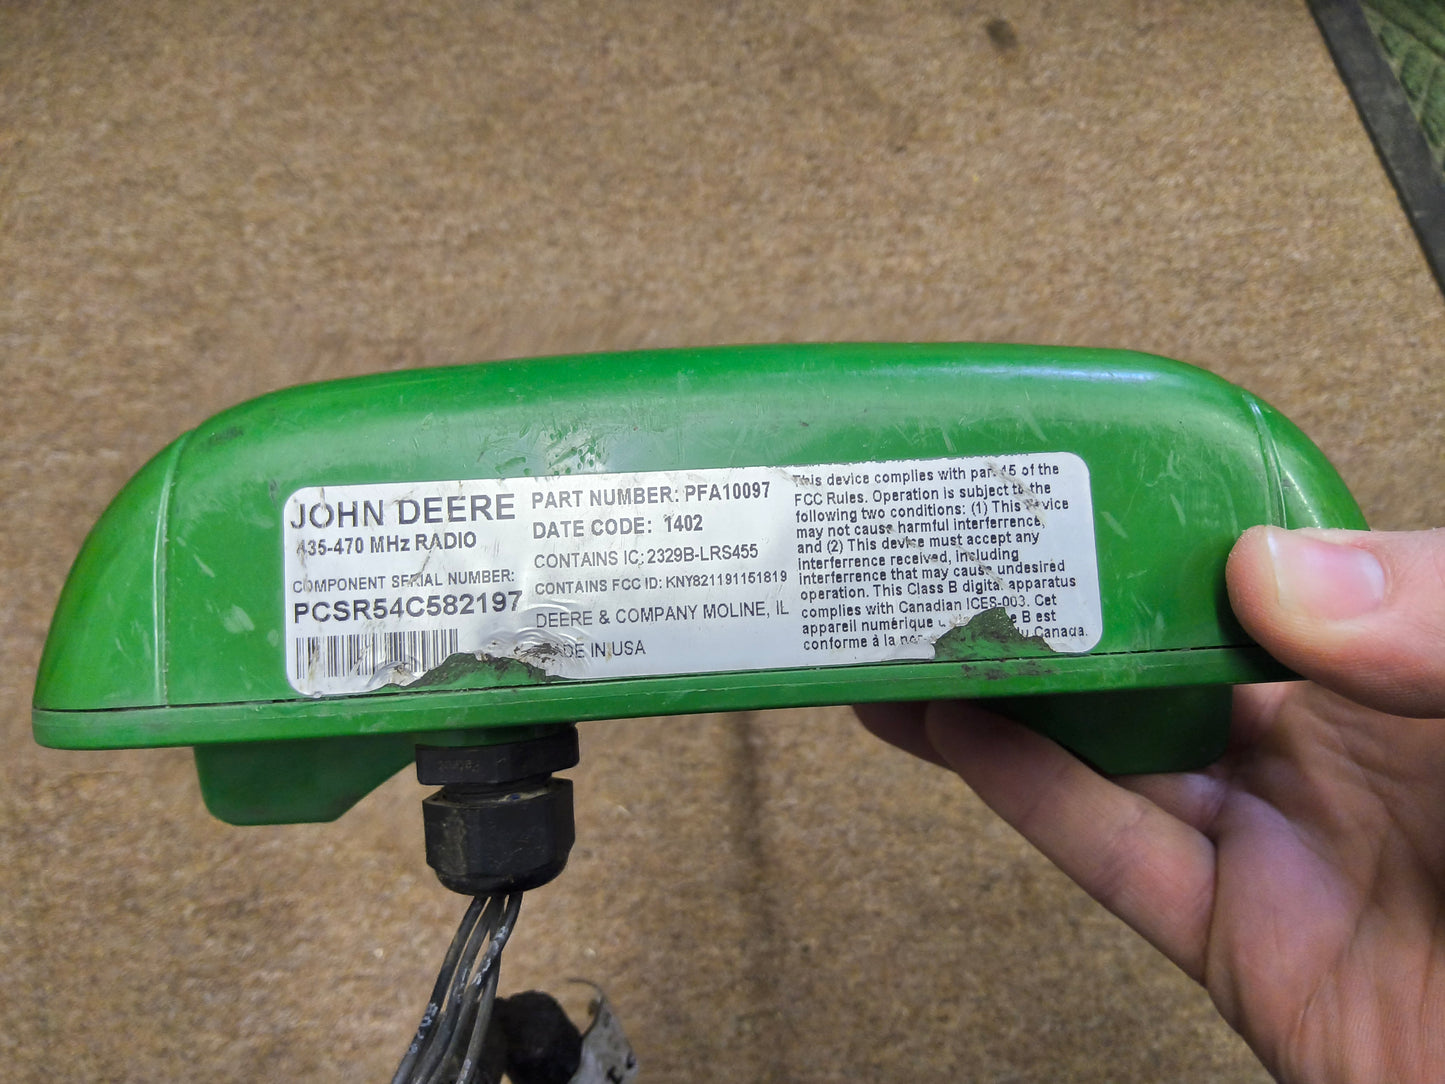 JOHN DEERE
435-470 MHz RADIO
COMPONENT SERIAL NUMBER:
PCSR54C582197
PART NUMBER: PFA10097
DATE CODE: 1402
CONTAINS IC: 2329B-LRS455
CONTAINS FCC ID: KNY821191151819
DEERE & COMPANY MOLINE, IL
MADE IN USA
This device complies with part 15 of the
FCC Rules. Operation is subject to the
following two conditions: (1) This device
may not cause harmful interference,
and (2) This device must accept any
interference received, including
interference that may cause undesired
operation. This Class B digital apparatus
complies with Canadian ICES-003. Cet
appareil numérique B est
conforme à la du Canada.